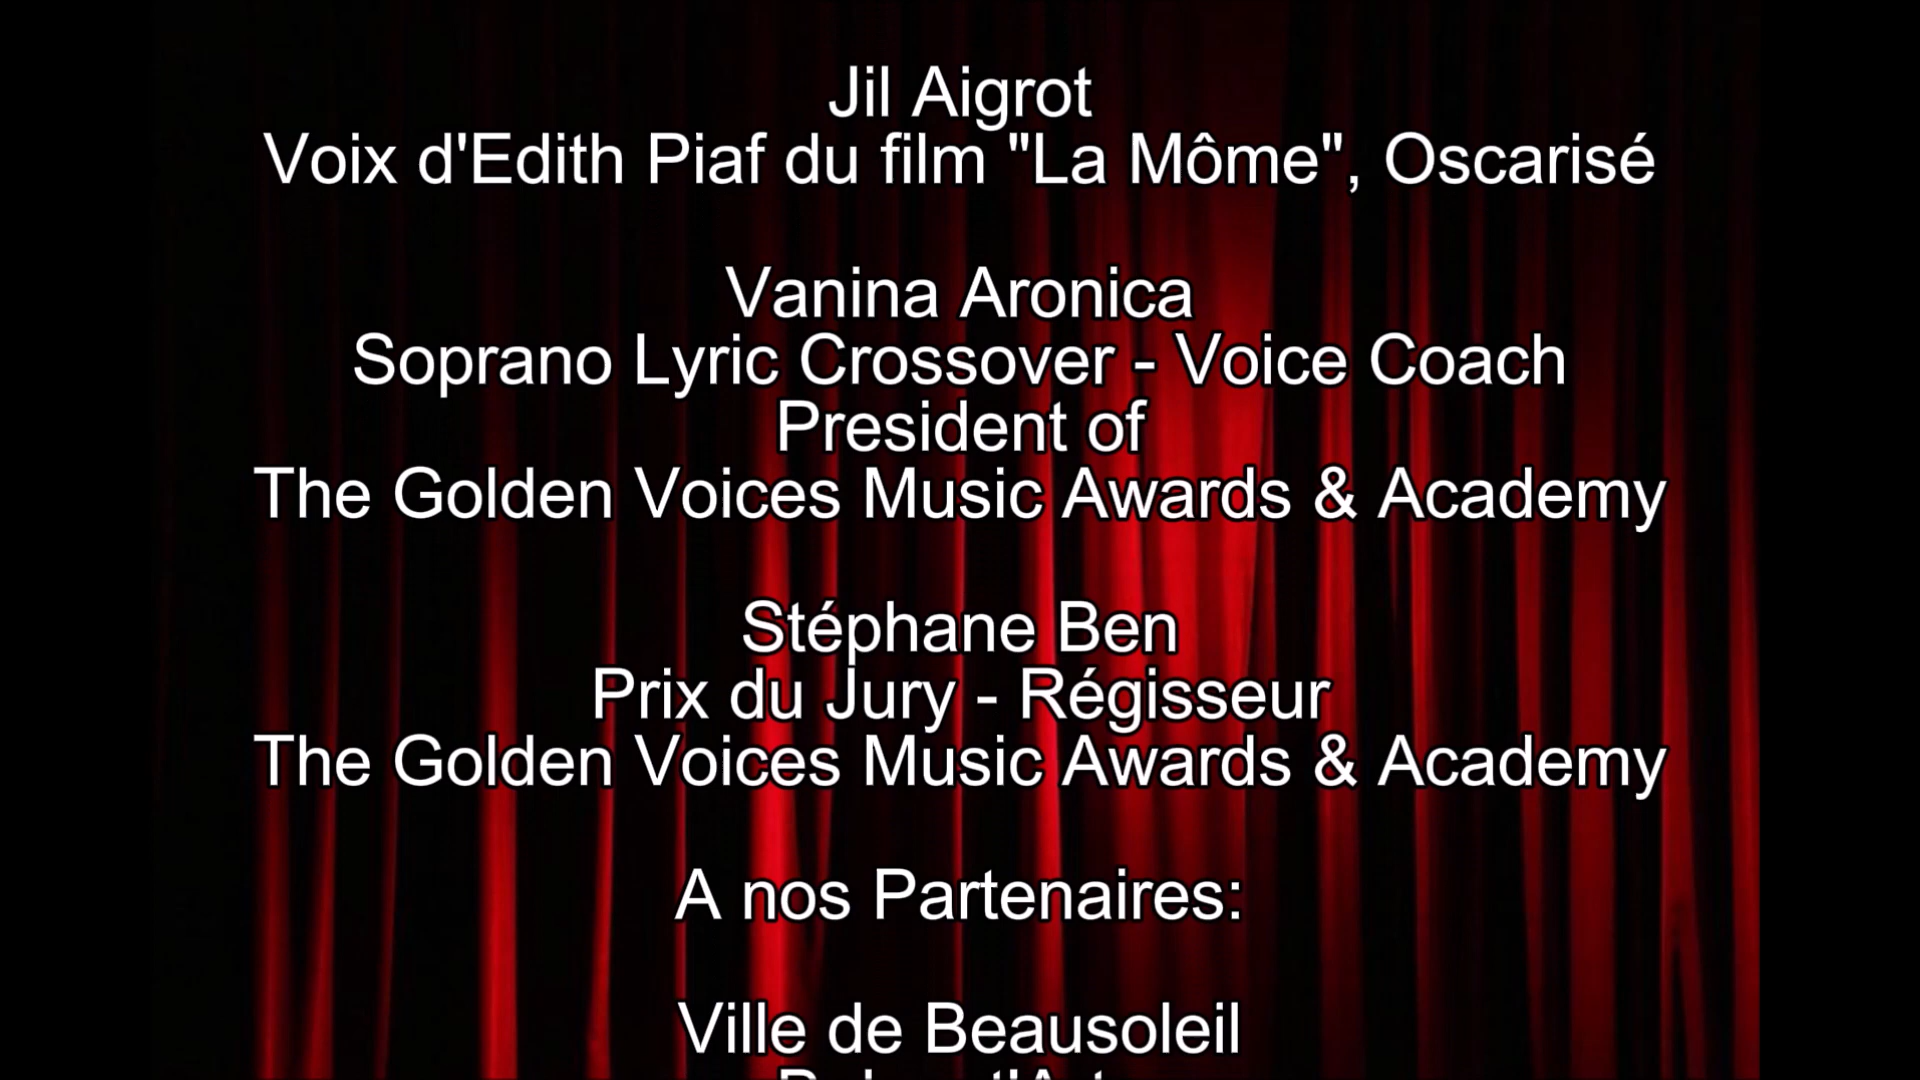 Jil Aigrot
Voix d'Edith Piaf du film "La Môme", Oscarisé
Vanina Aronica
Soprano Lyric Crossover - Voice Coach
President of
The Golden Voices Music Awards & Academy
Stéphane Ben
Prix du Jury - Régisseur
The Golden Voices Music Awards & Academy
A nos Partenaires:
Ville de Beausoleil